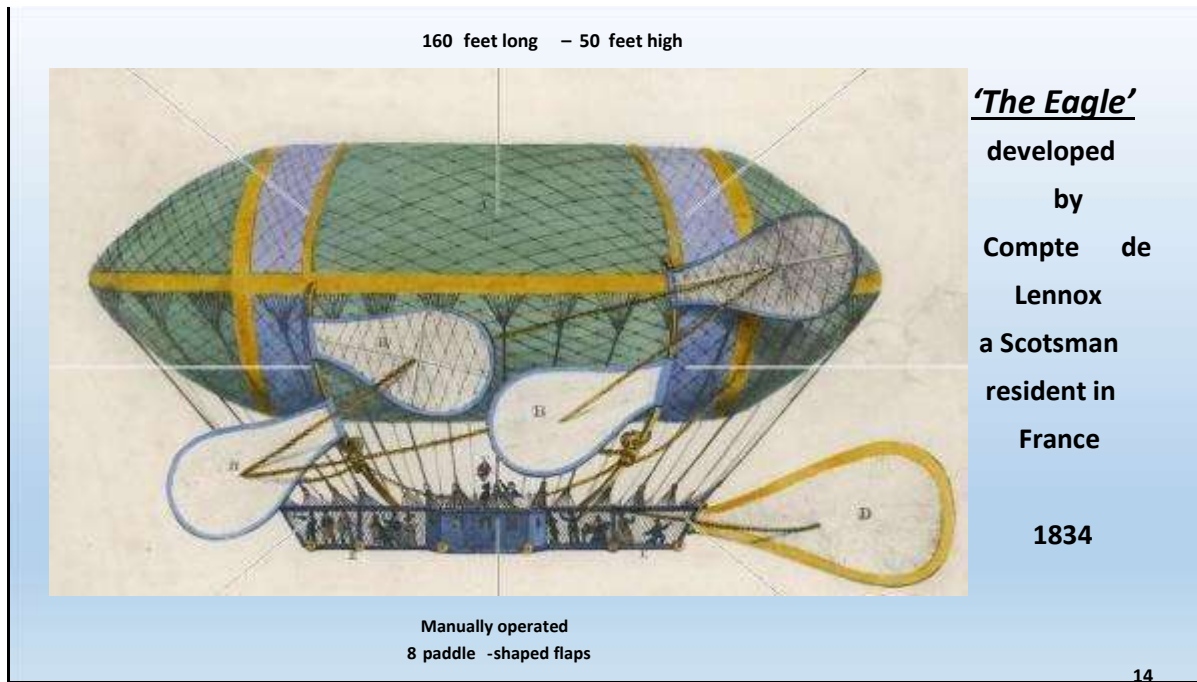 160 feet long – 50 feet high
'The Eagle'
developed
by
Compte de
Lennox
a Scotsman
resident in
France
1834
B
B
D
Manually operated
8 paddle -shaped flaps
14